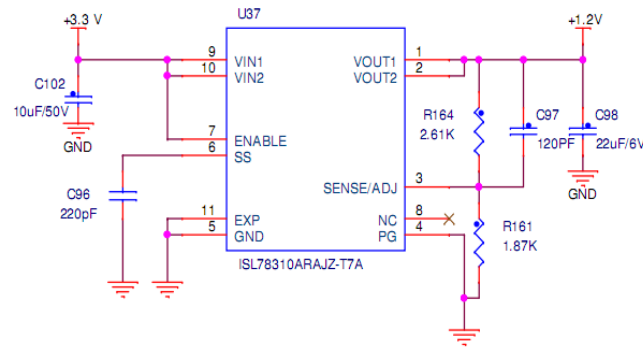 U37
+3.3 V
+1.2V
9 VIN1 VOUT1 1
10 VIN2 VOUT2 2
C102
10uF/50V
GND
R164
2.61K
C97
120PF
C98
22uF/6V
GND
7 ENABLE
6 SS
C96
220pF
SENSE/ADJ 3
11 EXP NC 8
5 GND PG 4
R161
1.87K
ISL78310ARAJZ-T7A